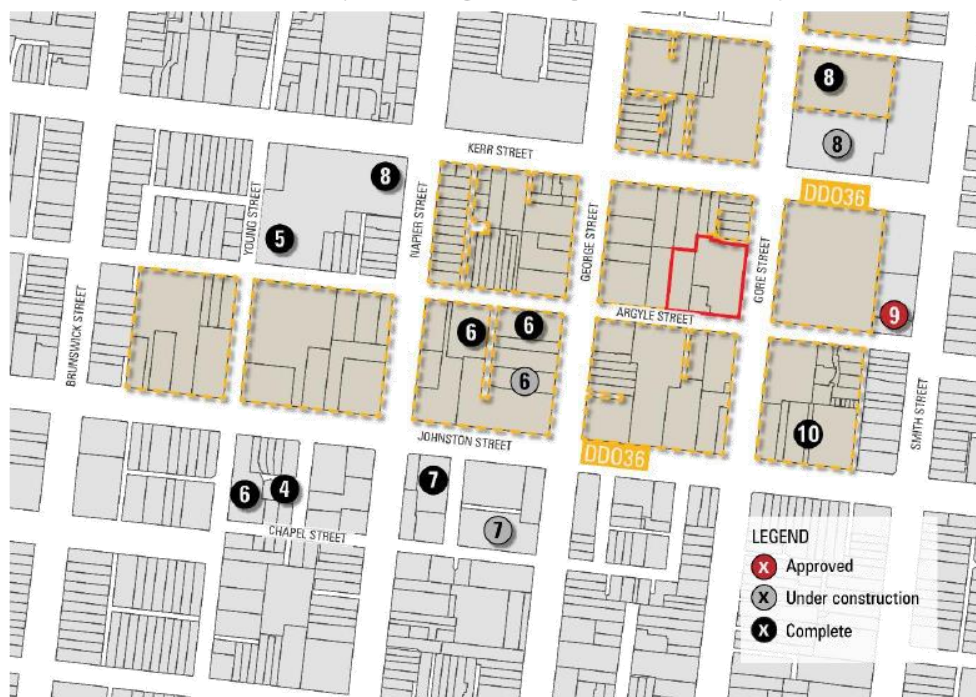 8
8
KERR STREET
8
DDO36
YOUNG STREET
NAPIER STREET
5
GEORGE STREET
GORE STREET
BRUNSWICK STREET
ARGYLE STREET
9
6
6
6
SMITH STREET
10
JOHNSTON STREET
DDO36
7
6
4
CHAPEL STREET
7
LEGEND
X Approved
X Under construction
X Complete